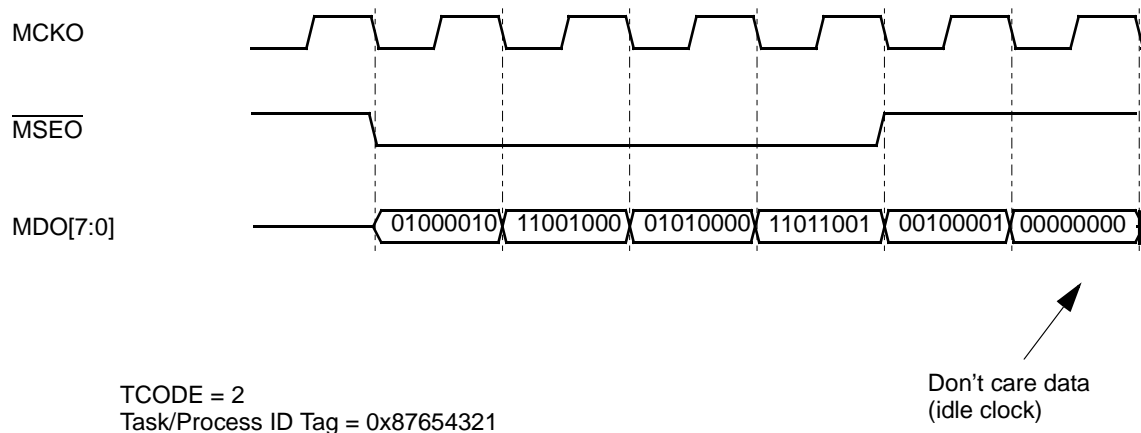 MCKO
MSEO
MDO[7:0]
01000010 11001000 01010000 11011001 00100001 00000000
Don't care data
(idle clock)
TCODE = 2
Task/Process ID Tag = 0x87654321